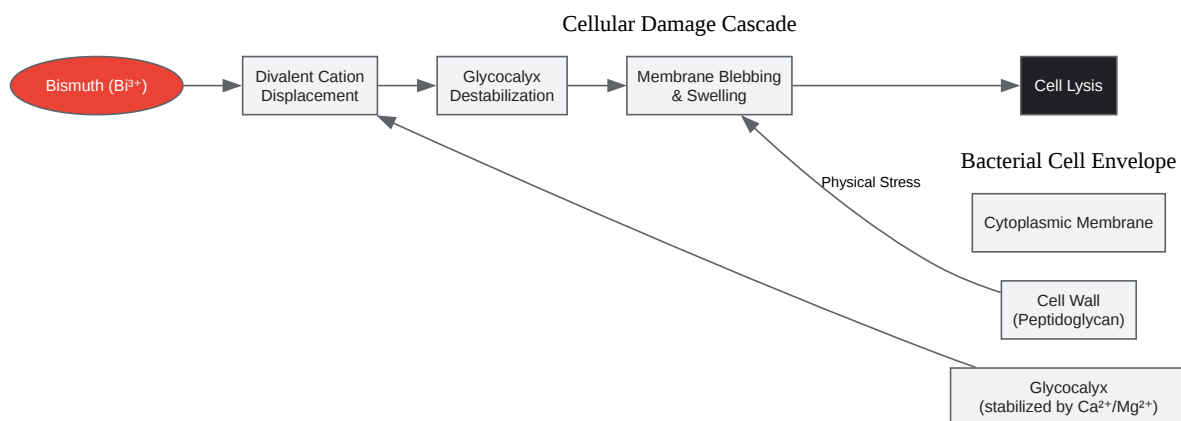 Cellular Damage Cascade
Bismuth (Bi³⁺)
Divalent Cation
Displacement
Glycocalyx
Destabilization
Membrane Blebbing
& Swelling
Cell Lysis
Bacterial Cell Envelope
Physical Stress
Cytoplasmic Membrane
Cell Wall
(Peptidoglycan)
Glycocalyx
(stabilized by Ca²⁺/Mg²⁺)